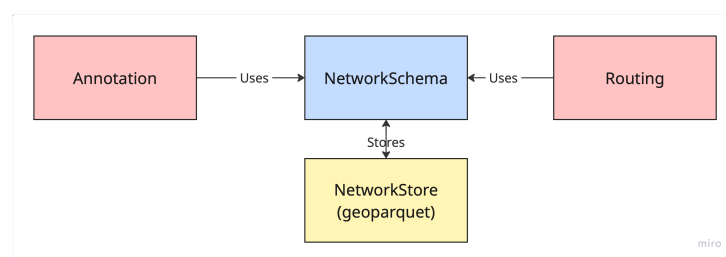 Annotation
Uses
NetworkSchema
Uses
Routing
Stores
NetworkStore
(geoparquet)
miro